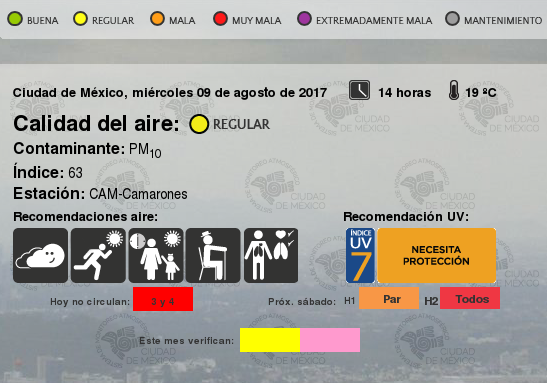 BUENA REGULAR MALA MUY MALA EXTREMADAMENTE MALA MANTENIMIENTO
Ciudad de México, miércoles 09 de agosto de 2017 14 horas 19 ºC
Calidad del aire: REGULAR
Contaminante: PM10
Índice: 63
Estación: CAM-Camarones
Recomendaciones aire: Recomendación UV:
ÍNDICE
UV
7
NECESITA
PROTECCIÓN
Hoy no circulan: 3 y 4 Próx. sábado: H1 Par H2 Todos
Este mes verifican:
CIUDAD
DE MÉXICO